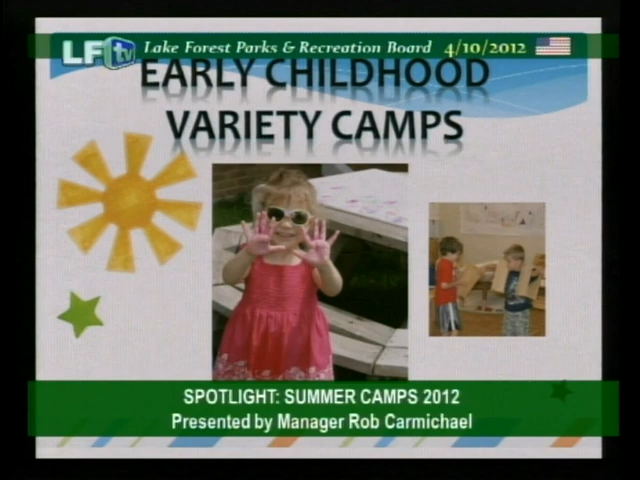 LFtv Lake Forest Parks & Recreation Board 4/10/2012
EARLY CHILDHOOD
VARIETY CAMPS
SPOTLIGHT: SUMMER CAMPS 2012
Presented by Manager Rob Carmichael